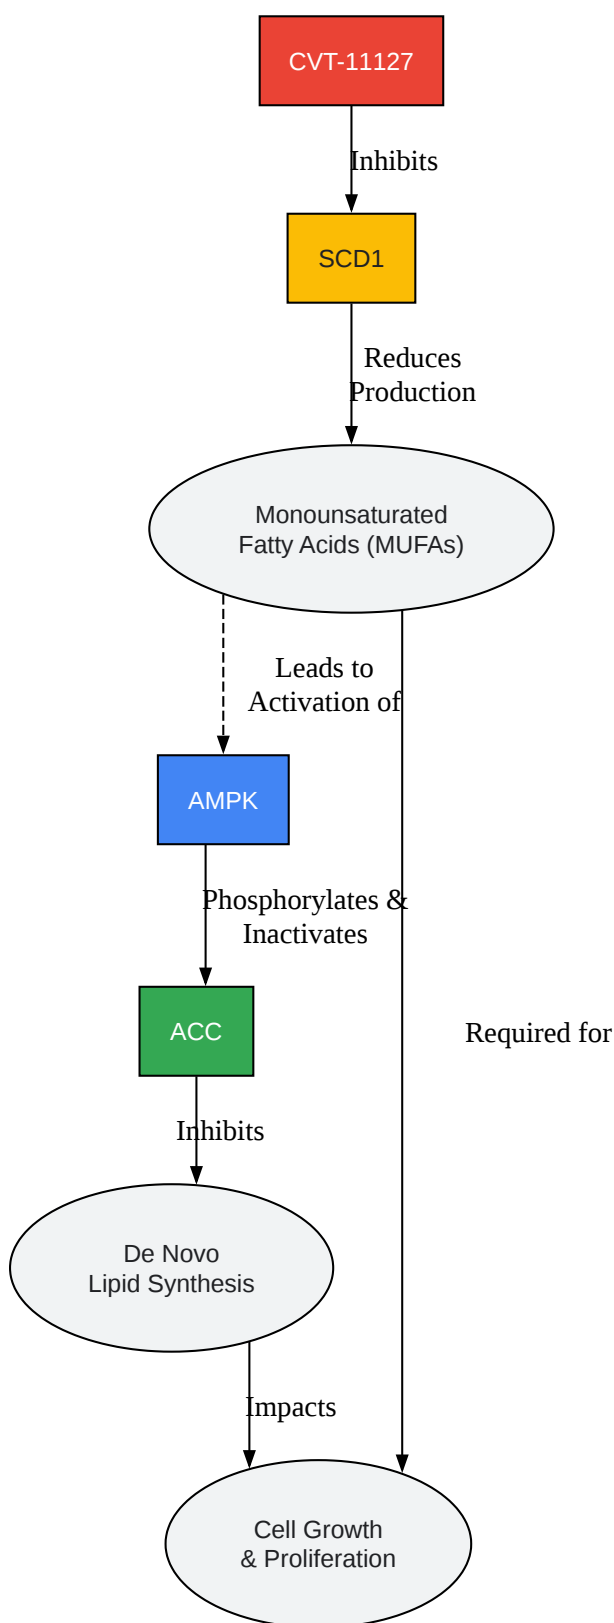 CVT-11127
Inhibits
SCD1
Reduces
Production
Monounsaturated
Fatty Acids (MUFAs)
Leads to
Activation of
AMPK
Phosphorylates &
Inactivates
ACC
Required for
Inhibits
De Novo
Lipid Synthesis
Impacts
Cell Growth
& Proliferation